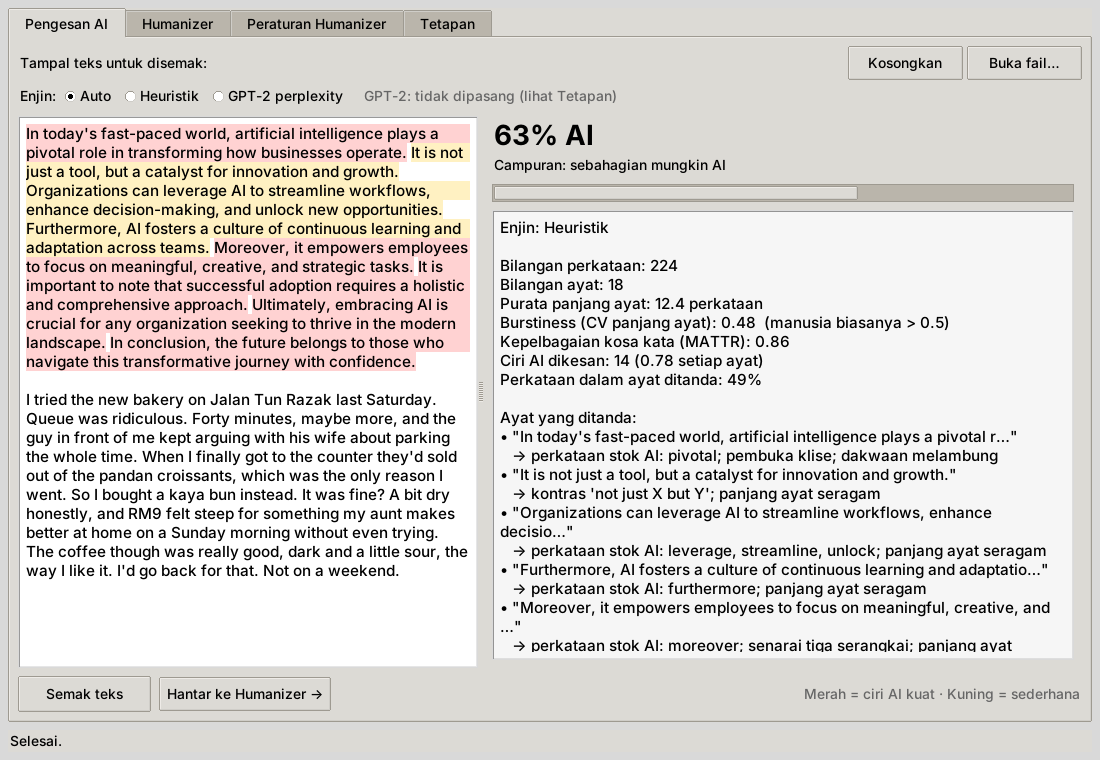 Pengesan AI
Humanizer
Peraturan Humanizer
Tetapan
Tampal teks untuk disemak:
Kosongkan
Buka fail...
Enjin:
Auto
Heuristik
GPT-2 perplexity
GPT-2: tidak dipasang (lihat Tetapan)
In today's fast-paced world, artificial intelligence plays a
pivotal role in transforming how businesses operate. It is not
just a tool, but a catalyst for innovation and growth.
Organizations can leverage AI to streamline workflows,
enhance decision-making, and unlock new opportunities.
Furthermore, AI fosters a culture of continuous learning and
adaptation across teams. Moreover, it empowers employees
to focus on meaningful, creative, and strategic tasks. It is
important to note that successful adoption requires a holistic
and comprehensive approach. Ultimately, embracing AI is
crucial for any organization seeking to thrive in the modern
landscape. In conclusion, the future belongs to those who
navigate this transformative journey with confidence.
I tried the new bakery on Jalan Tun Razak last Saturday.
Queue was ridiculous. Forty minutes, maybe more, and the
guy in front of me kept arguing with his wife about parking
the whole time. When I finally got to the counter they'd sold
out of the pandan croissants, which was the only reason I
went. So I bought a kaya bun instead. It was fine? A bit dry
honestly, and RM9 felt steep for something my aunt makes
better at home on a Sunday morning without even trying.
The coffee though was really good, dark and a little sour, the
way I like it. I'd go back for that. Not on a weekend.
63% AI
Campuran: sebahagian mungkin AI
Enjin: Heuristik
Bilangan perkataan: 224
Bilangan ayat: 18
Purata panjang ayat: 12.4 perkataan
Burstiness (CV panjang ayat): 0.48  (manusia biasanya > 0.5)
Kepelbagaian kosa kata (MATTR): 0.86
Ciri AI dikesan: 14 (0.78 setiap ayat)
Perkataan dalam ayat ditanda: 49%
Ayat yang ditanda:
• "In today's fast-paced world, artificial intelligence plays a pivotal r..."
→ perkataan stok AI: pivotal; pembuka klise; dakwaan melambung
• "It is not just a tool, but a catalyst for innovation and growth."
→ kontras 'not just X but Y'; panjang ayat seragam
• "Organizations can leverage AI to streamline workflows, enhance
decisio..."
→ perkataan stok AI: leverage, streamline, unlock; panjang ayat seragam
• "Furthermore, AI fosters a culture of continuous learning and adaptatio..."
→ perkataan stok AI: furthermore; panjang ayat seragam
• "Moreover, it empowers employees to focus on meaningful, creative, and
..."
→ perkataan stok AI: moreover; senarai tiga serangkai; panjang ayat
Semak teks
Hantar ke Humanizer →
Merah = ciri AI kuat · Kuning = sederhana
Selesai.